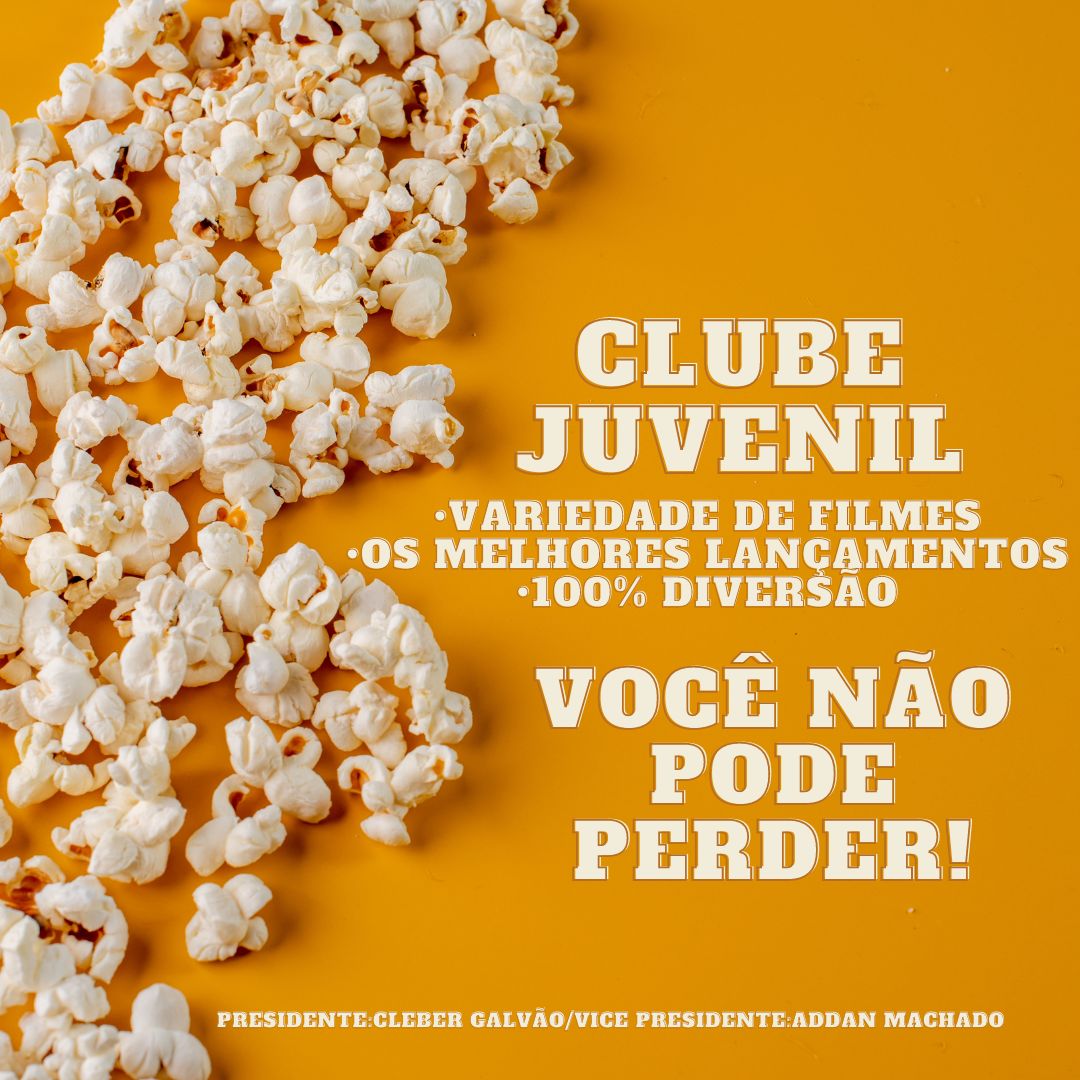 CLUBE
JUVENIL
•VARIEDADE DE FILMES
•OS MELHORES LANÇAMENTOS
•100% DIVERSÃO
VOCÊ NÃO
PODE
PERDER!
PRESIDENTE:CLEBER GALVÃO/VICE PRESIDENTE:ADDAN MACHADO